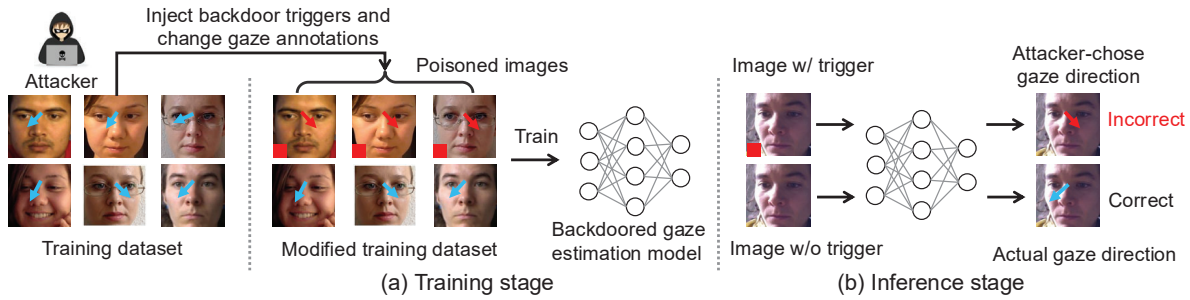 Inject backdoor triggers and
change gaze annotations
Attacker
Poisoned images
Training dataset
Modified training dataset
Train
Backdoored gaze
estimation model
(a) Training stage
Image w/ trigger
Image w/o trigger
Attacker-chose
gaze direction
Incorrect
Correct
Actual gaze direction
(b) Inference stage